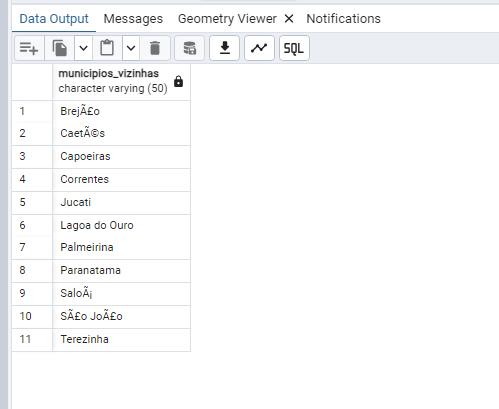 Data Output Messages Geometry Viewer Notifications
SQL
municipios_vizinhas
character varying (50)
1 BrejÃ£o
2 CaetÃ©s
3 Capoeiras
4 Correntes
5 Jucati
6 Lagoa do Ouro
7 Palmeirina
8 Paranatama
9 SaloÃ¡
10 SÃ£o JoÃ£o
11 Terezinha